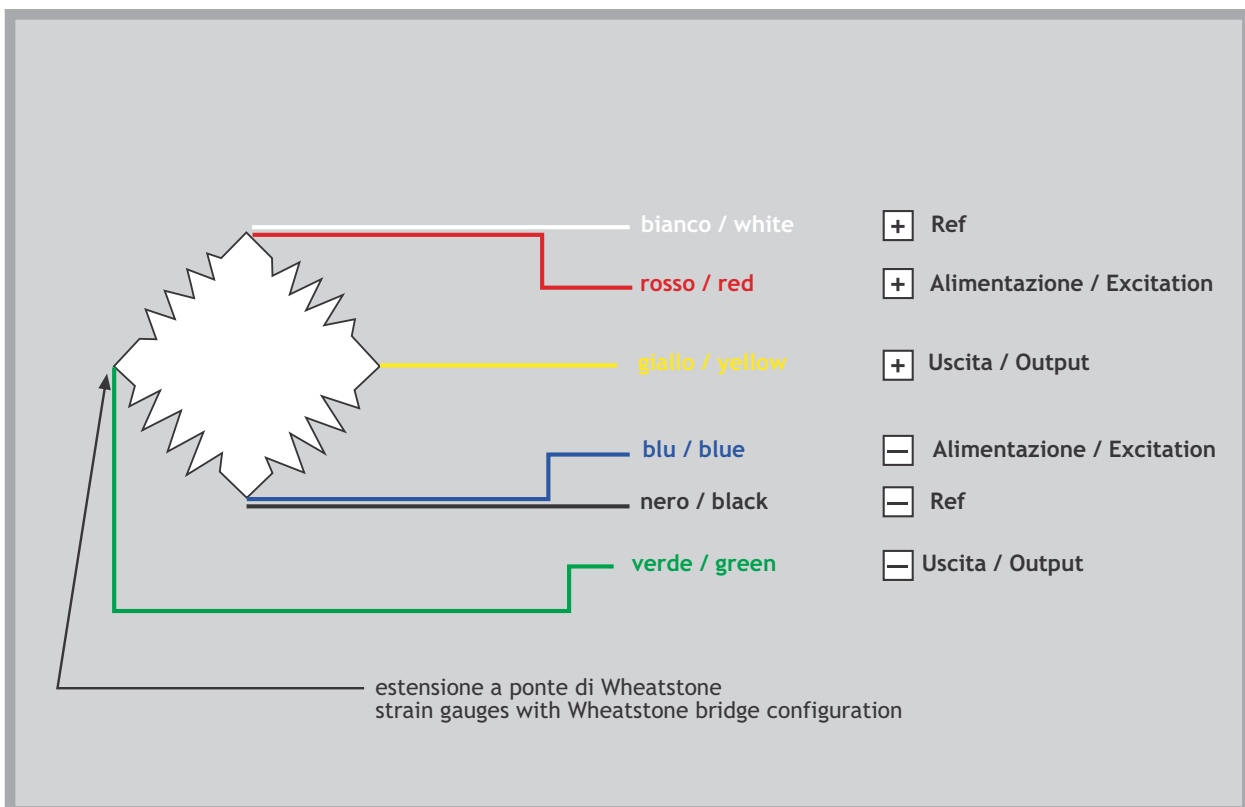 bianco / white + Ref
rosso / red + Alimentazione / Excitation
giallo / yellow + Uscita / Output
blu / blue — Alimentazione / Excitation
nero / black — Ref
verde / green — Uscita / Output
estensione a ponte di Wheatstone
strain gauges with Wheatstone bridge configuration